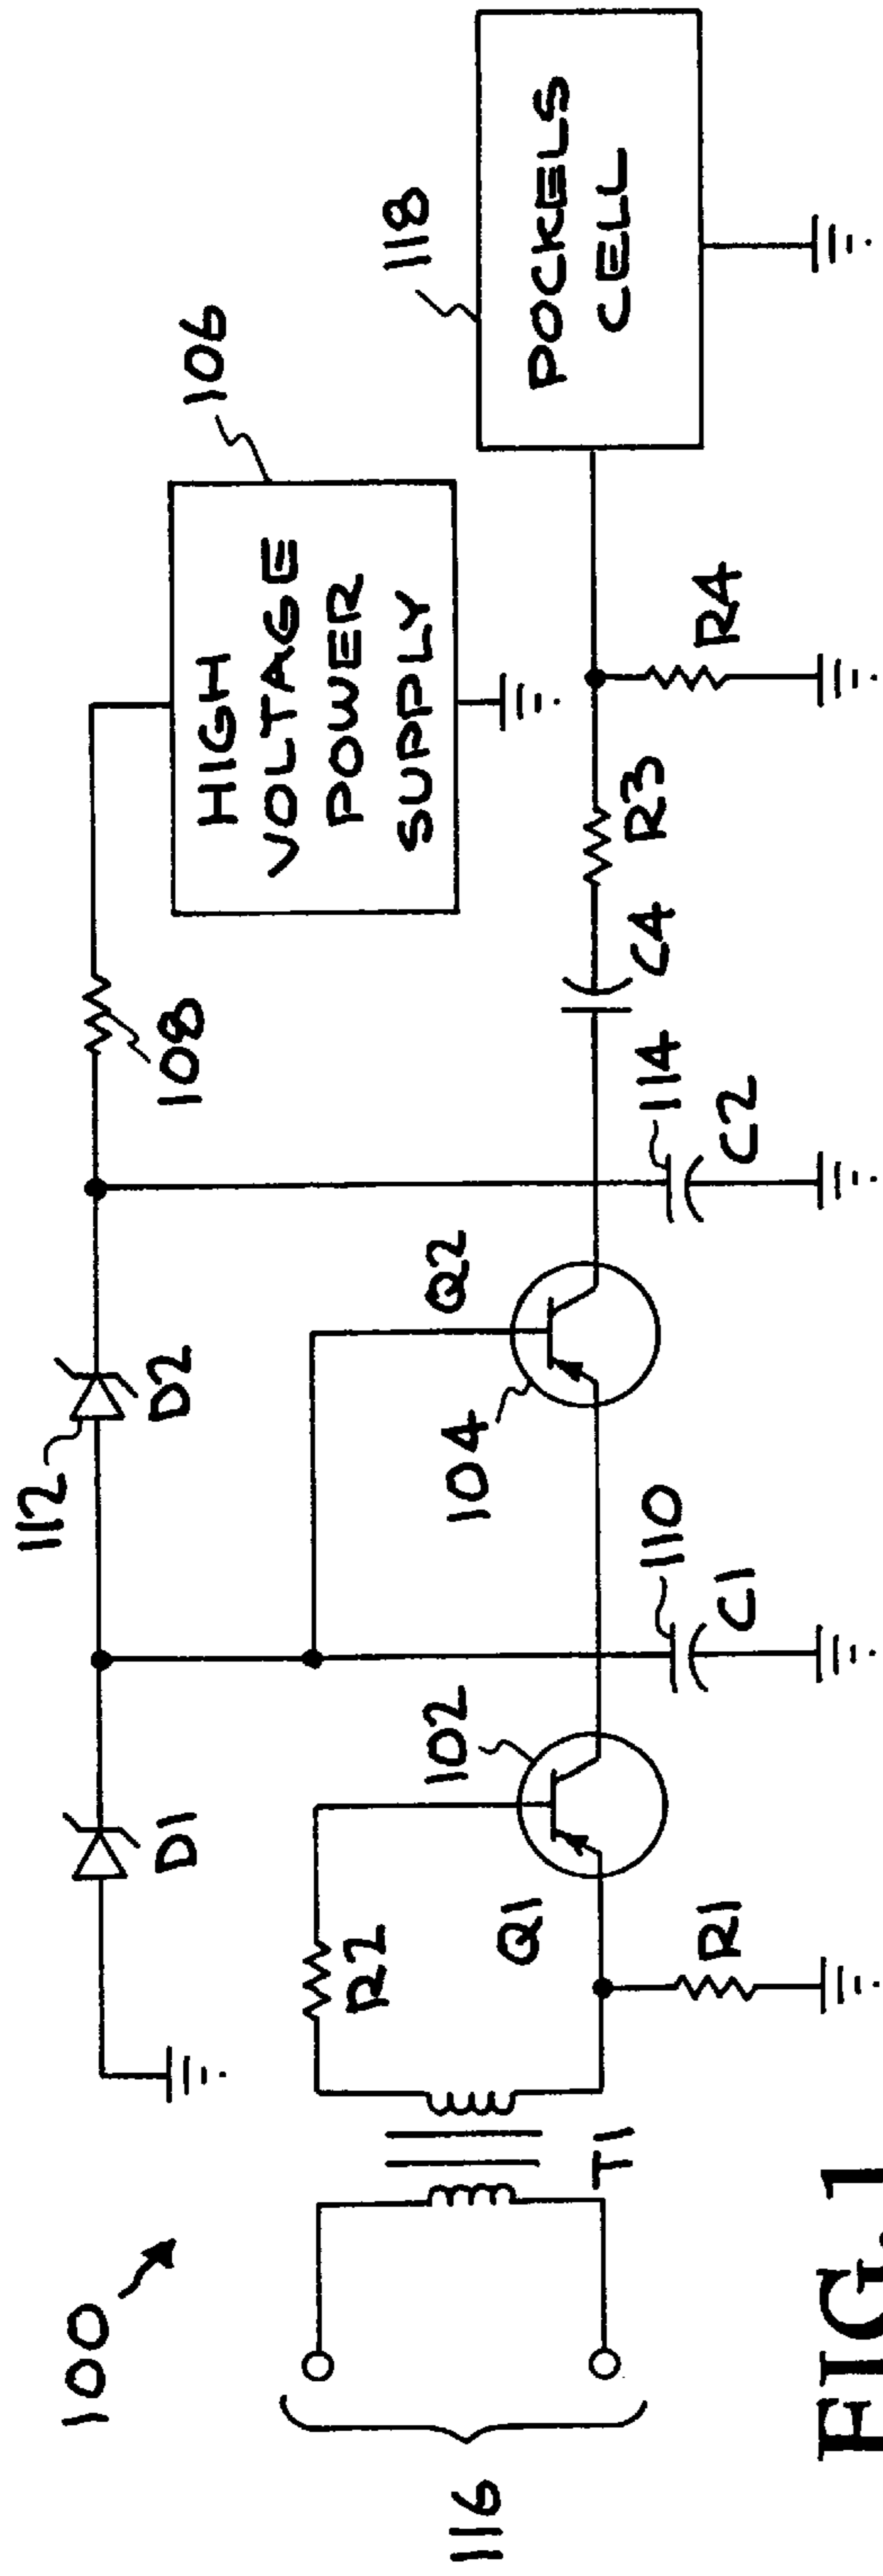 100
116
T1
R2
R1
Q1
102
D1
110
C1
112
D2
104
Q2
114
C2
108
C4
R3
R4
106
HIGH
VOLTAGE
POWER
SUPPLY
118
POCKELS
CELL
FIG. 1